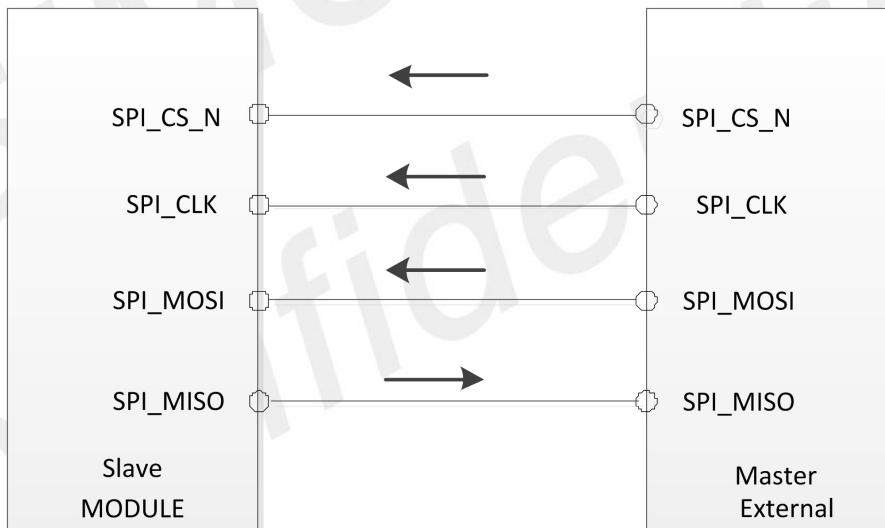 SPI_CS_N SPI_CS_N
SPI_CLK SPI_CLK
SPI_MOSI SPI_MOSI
SPI_MISO SPI_MISO
Slave
MODULE
Master
External